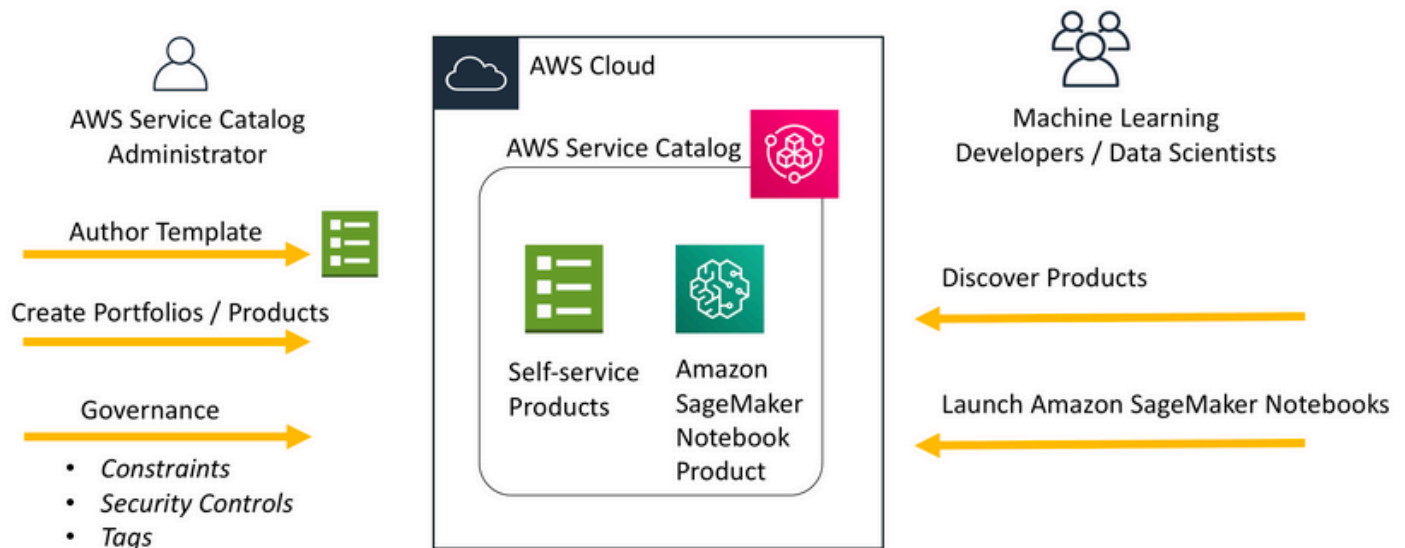 AWS Service Catalog
Administrator
Author Template
Create Portfolios / Products
Governance
• Constraints
• Security Controls
• Tags
AWS Cloud
AWS Service Catalog
Self-service
Products
Amazon
SageMaker
Notebook
Product
Machine Learning
Developers / Data Scientists
Discover Products
Launch Amazon SageMaker Notebooks